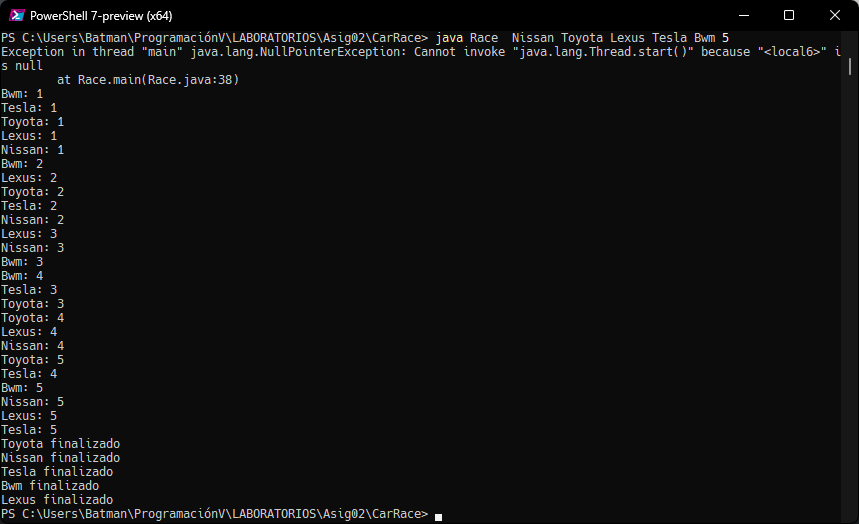 PowerShell 7-preview (x64)
PS C:\Users\Batman\ProgramaciónV\LABORATORIOS\Asig02\CarRace> java Race  Nissan Toyota Lexus Tesla Bwm 5
Exception in thread "main" java.lang.NullPointerException: Cannot invoke "java.lang.Thread.start()" because "<local6>" i
s null
        at Race.main(Race.java:38)
Bwm: 1
Tesla: 1
Toyota: 1
Lexus: 1
Nissan: 1
Bwm: 2
Lexus: 2
Toyota: 2
Tesla: 2
Nissan: 2
Lexus: 3
Nissan: 3
Bwm: 3
Bwm: 4
Tesla: 3
Toyota: 3
Toyota: 4
Lexus: 4
Nissan: 4
Toyota: 5
Tesla: 4
Bwm: 5
Nissan: 5
Lexus: 5
Tesla: 5
Toyota finalizado
Nissan finalizado
Tesla finalizado
Bwm finalizado
Lexus finalizado
PS C:\Users\Batman\ProgramaciónV\LABORATORIOS\Asig02\CarRace>